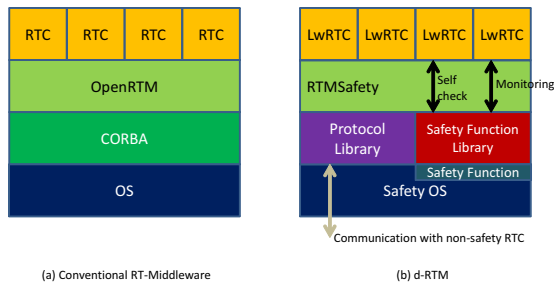 RTC RTC RTC RTC
OpenRTM
CORBA
OS
(a) Conventional RT-Middleware
LwRTC LwRTC LwRTC LwRTC
RTMSafety
Self
check
Monitoring
Protocol
Library
Safety Function
Library
Safety Function
Safety OS
Communication with non-safety RTC
(b) d-RTM